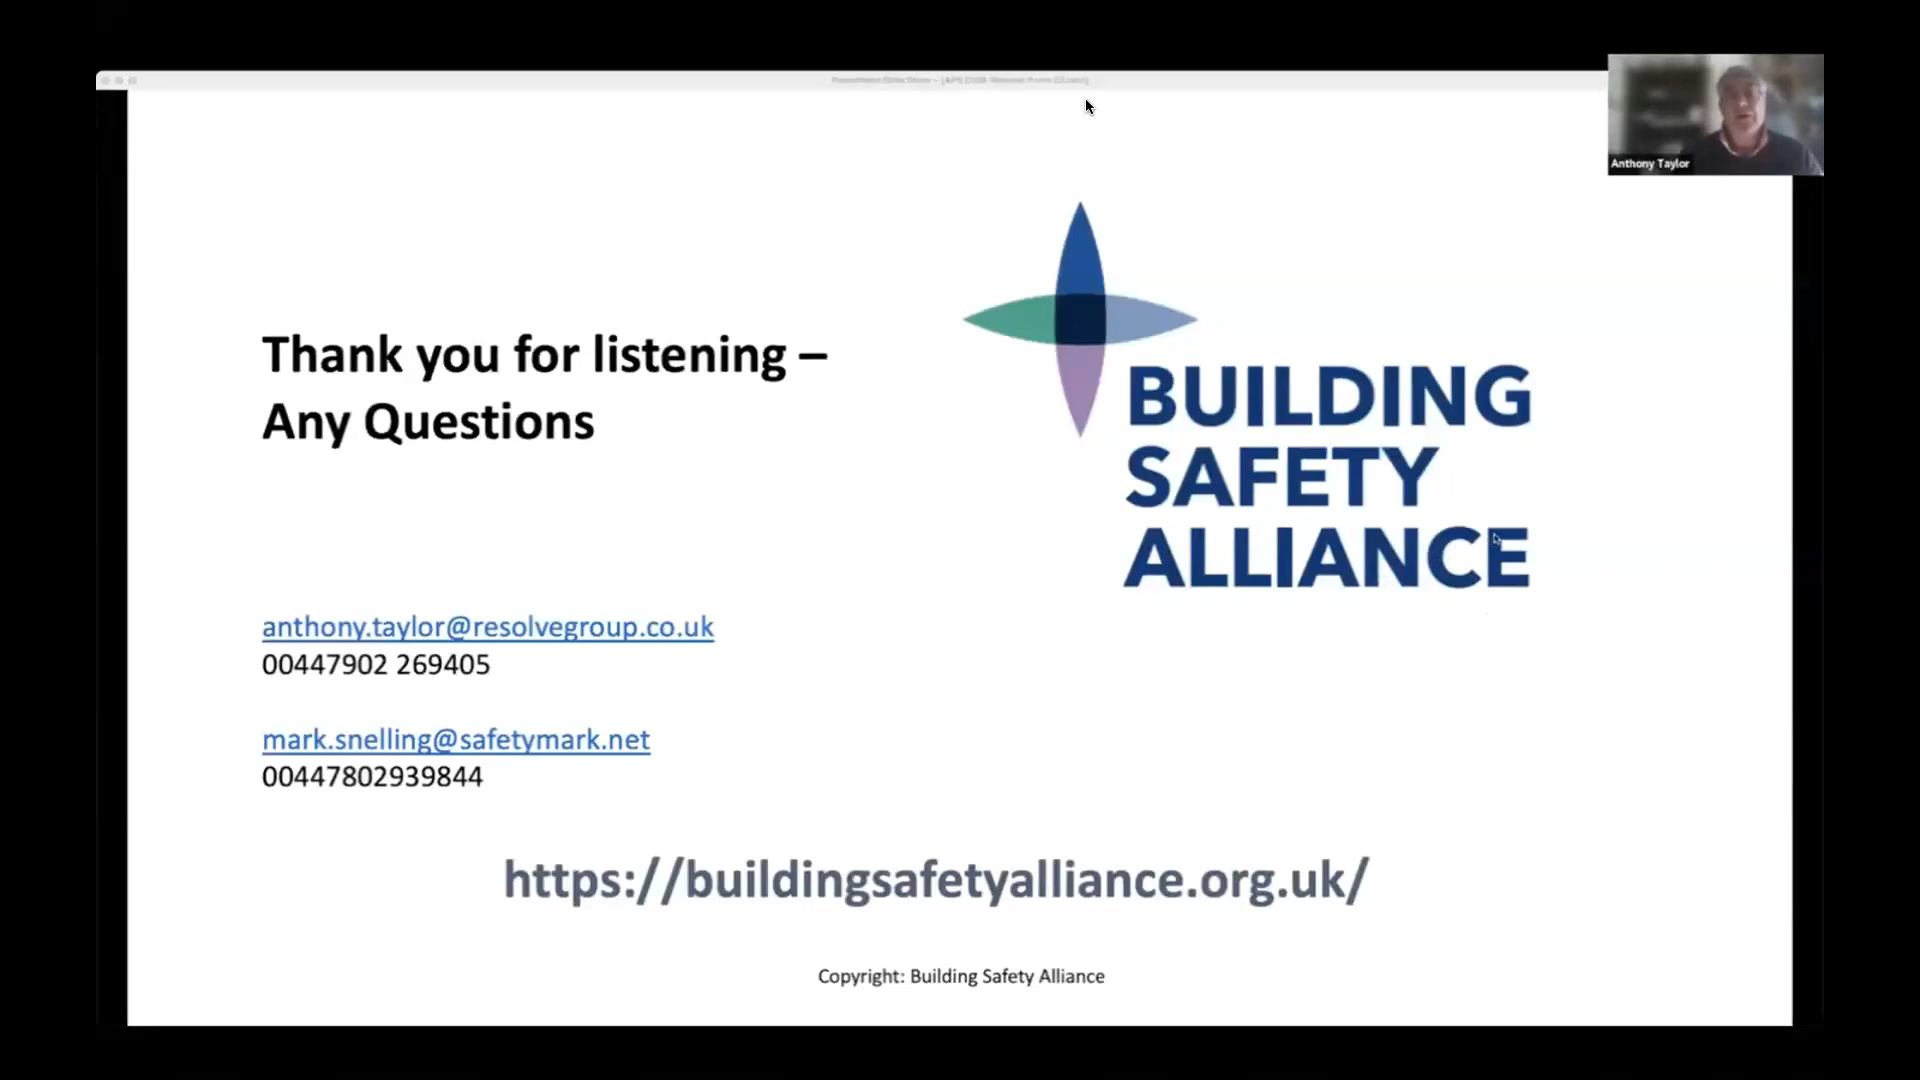 Anthony Taylor
Thank you for listening –
Any Questions
BUILDING
SAFETY
ALLIANCE
anthony.taylor@resolvegroup.co.uk
00447902 269405
mark.snelling@safetymark.net
00447802939844
https://buildingsafetyalliance.org.uk/
Copyright: Building Safety Alliance